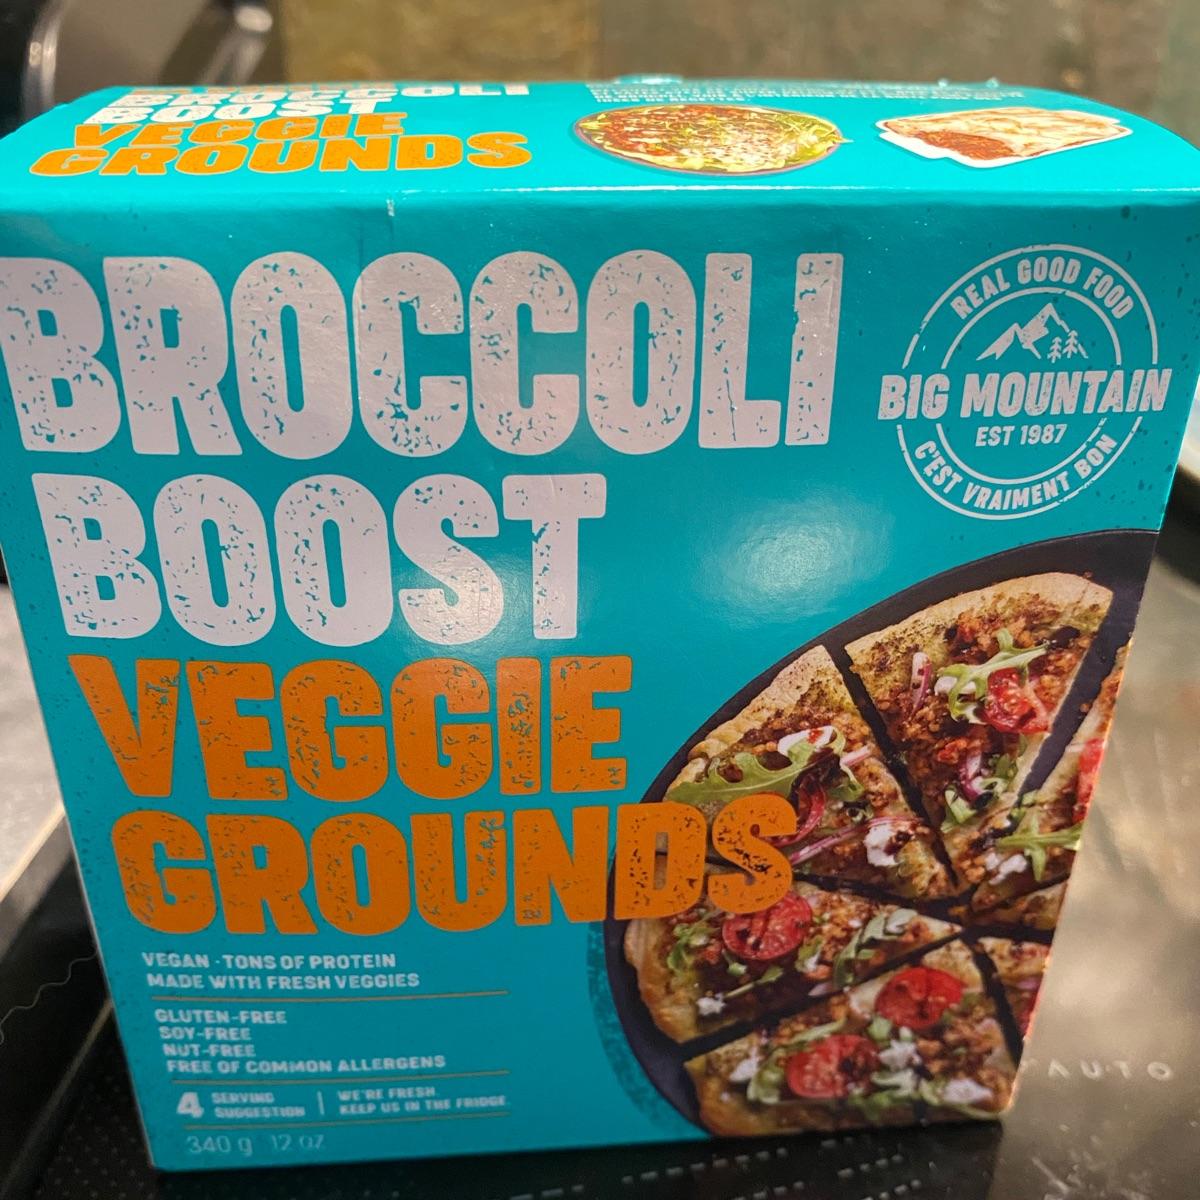 BROCCOLI
BOOST
VEGGIE
GROUNDS
BROCCOLI
BOOST
VEGGIE
GROUNDS
REAL GOOD FOOD
BIG MOUNTAIN
EST 1987
C'EST VRAIMENT BON
VEGAN · TONS OF PROTEIN
MADE WITH FRESH VEGGIES
GLUTEN-FREE
SOY-FREE
NUT-FREE
FREE OF COMMON ALLERGENS
4 SERVING SUGGESTION | WE'RE FRESH. KEEP US IN THE FRIDGE.
340 g 12 oz
AUTO